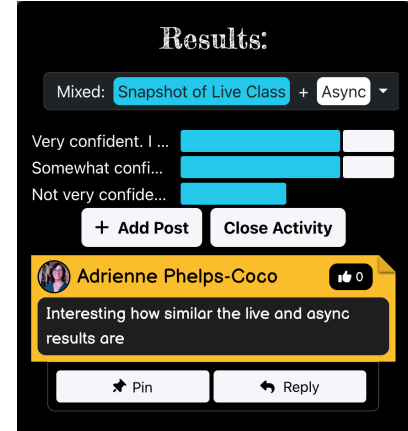 Results:
Mixed: Snapshot of Live Class + Async
Very confident. I ...
Somewhat confi...
Not very confide...
+ Add Post Close Activity
Adrienne Phelps-Coco 0
Interesting how similar the live and async
results are
Pin Reply